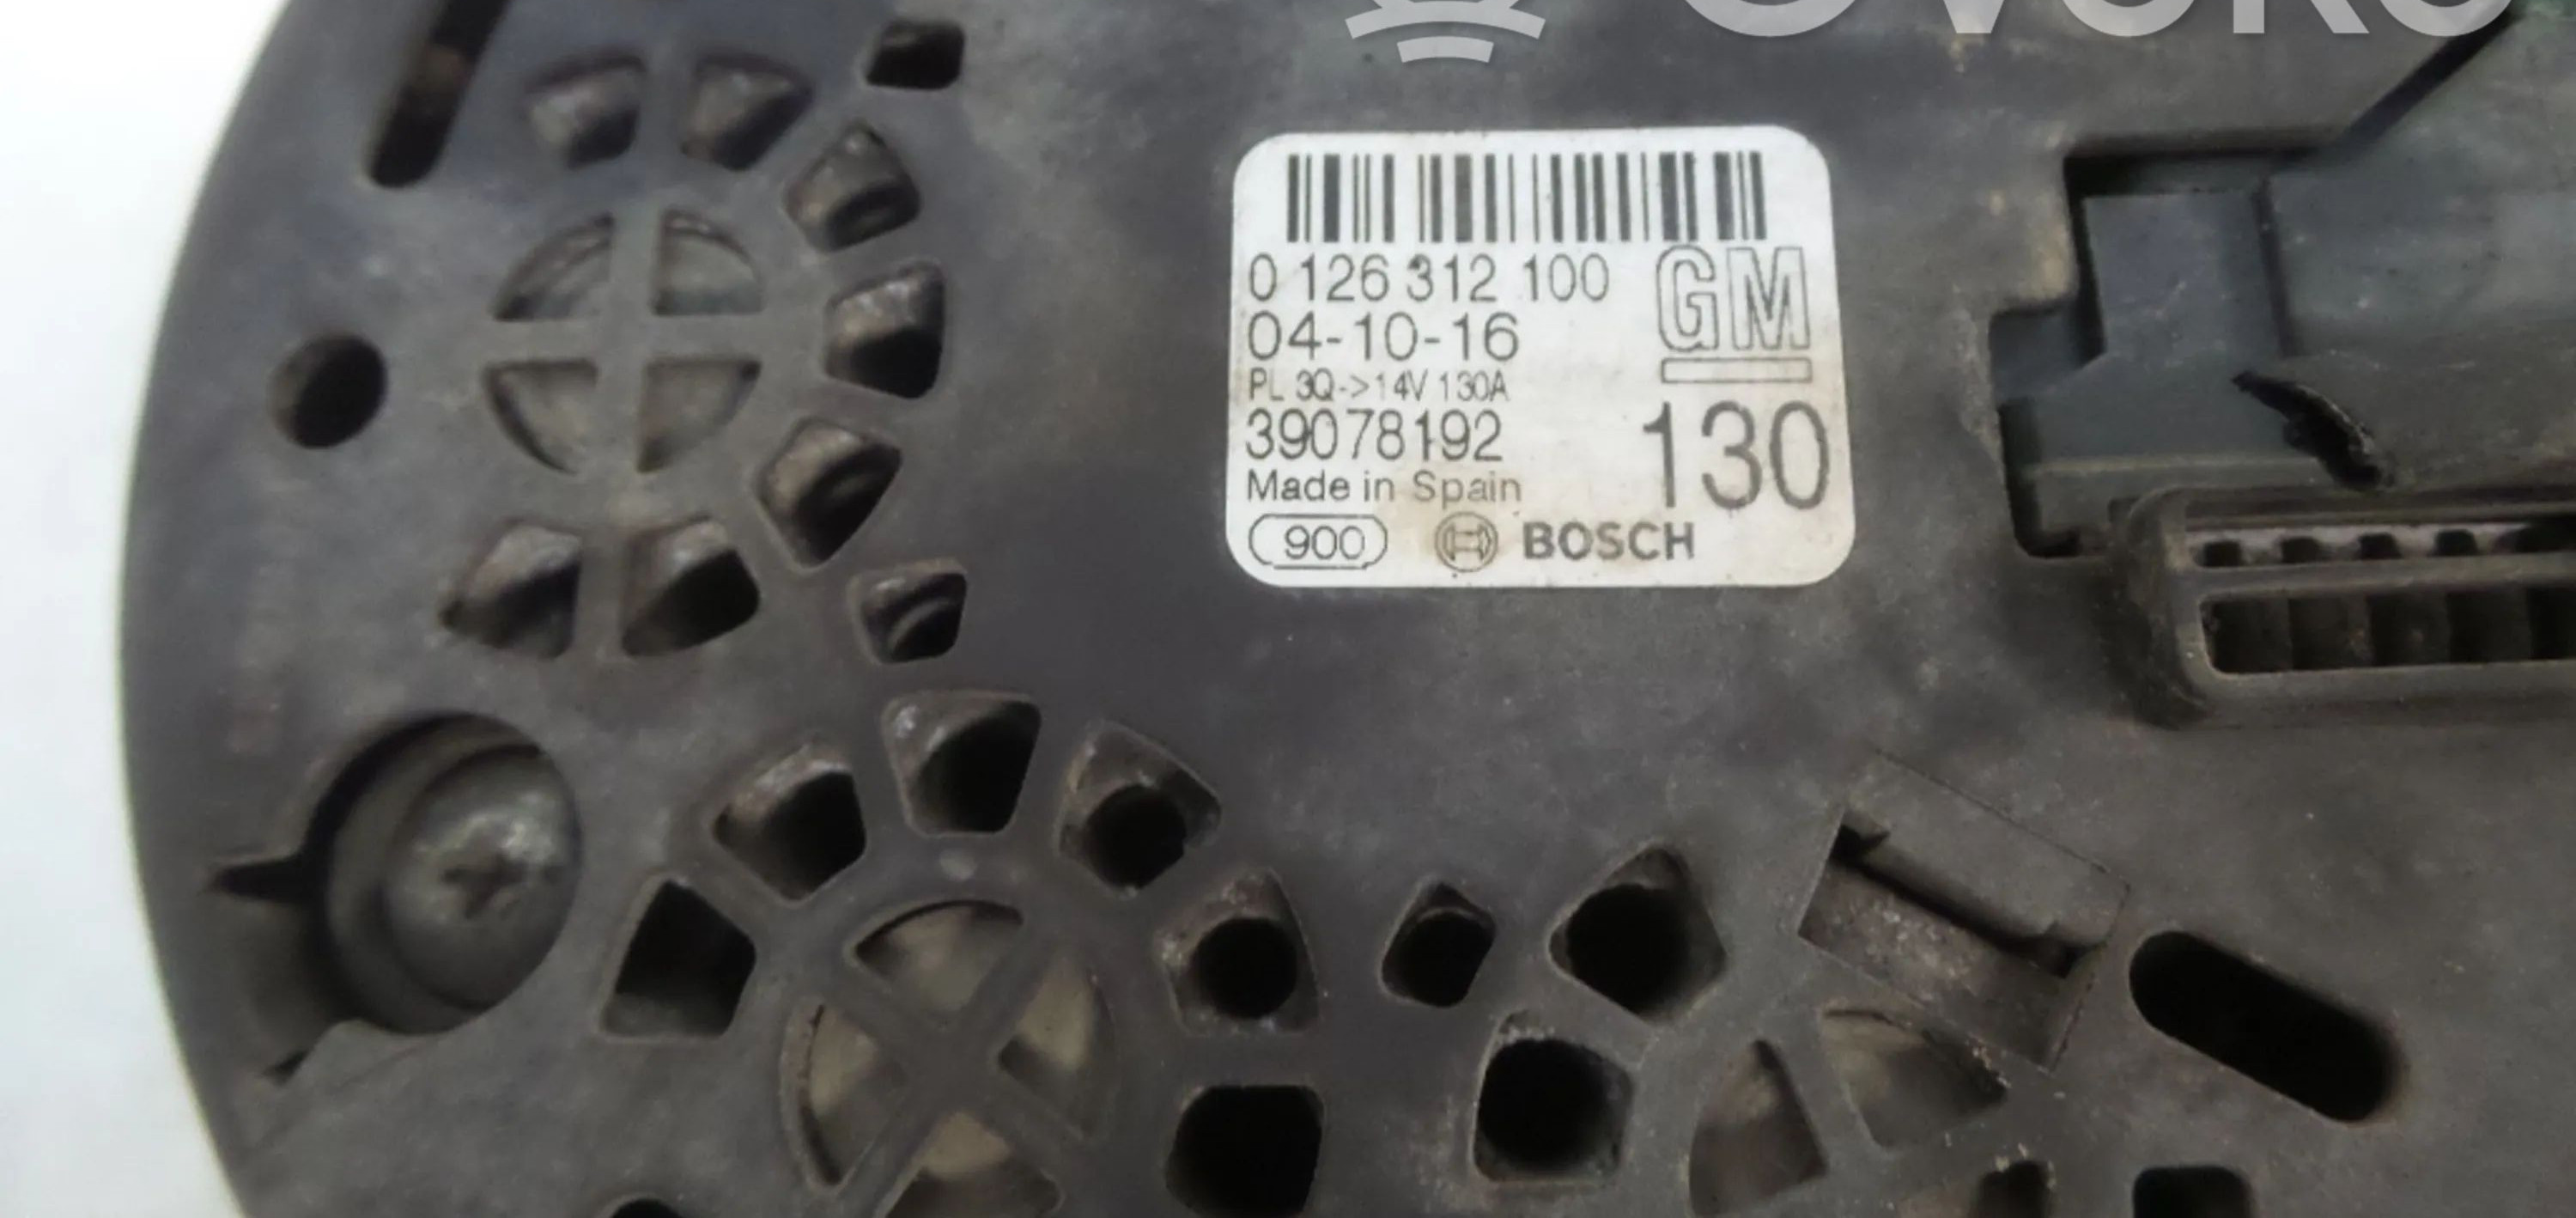 0 126 312 100
GM
04-10-16
PL 3Q->14V 130A
39078192
130
Made in Spain
900
BOSCH